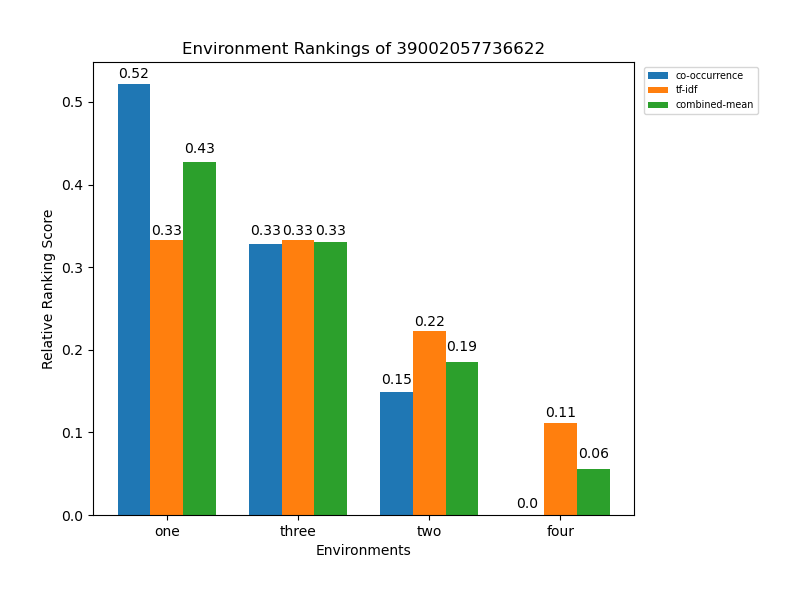 Environment Rankings of 39002057736622
co-occurrence
tf-idf
combined-mean
Relative Ranking Score
0.5
0.4
0.3
0.2
0.1
0.0
0.52
0.33
0.43
0.33
0.33
0.33
0.15
0.22
0.19
0.0
0.11
0.06
one
three
two
four
Environments